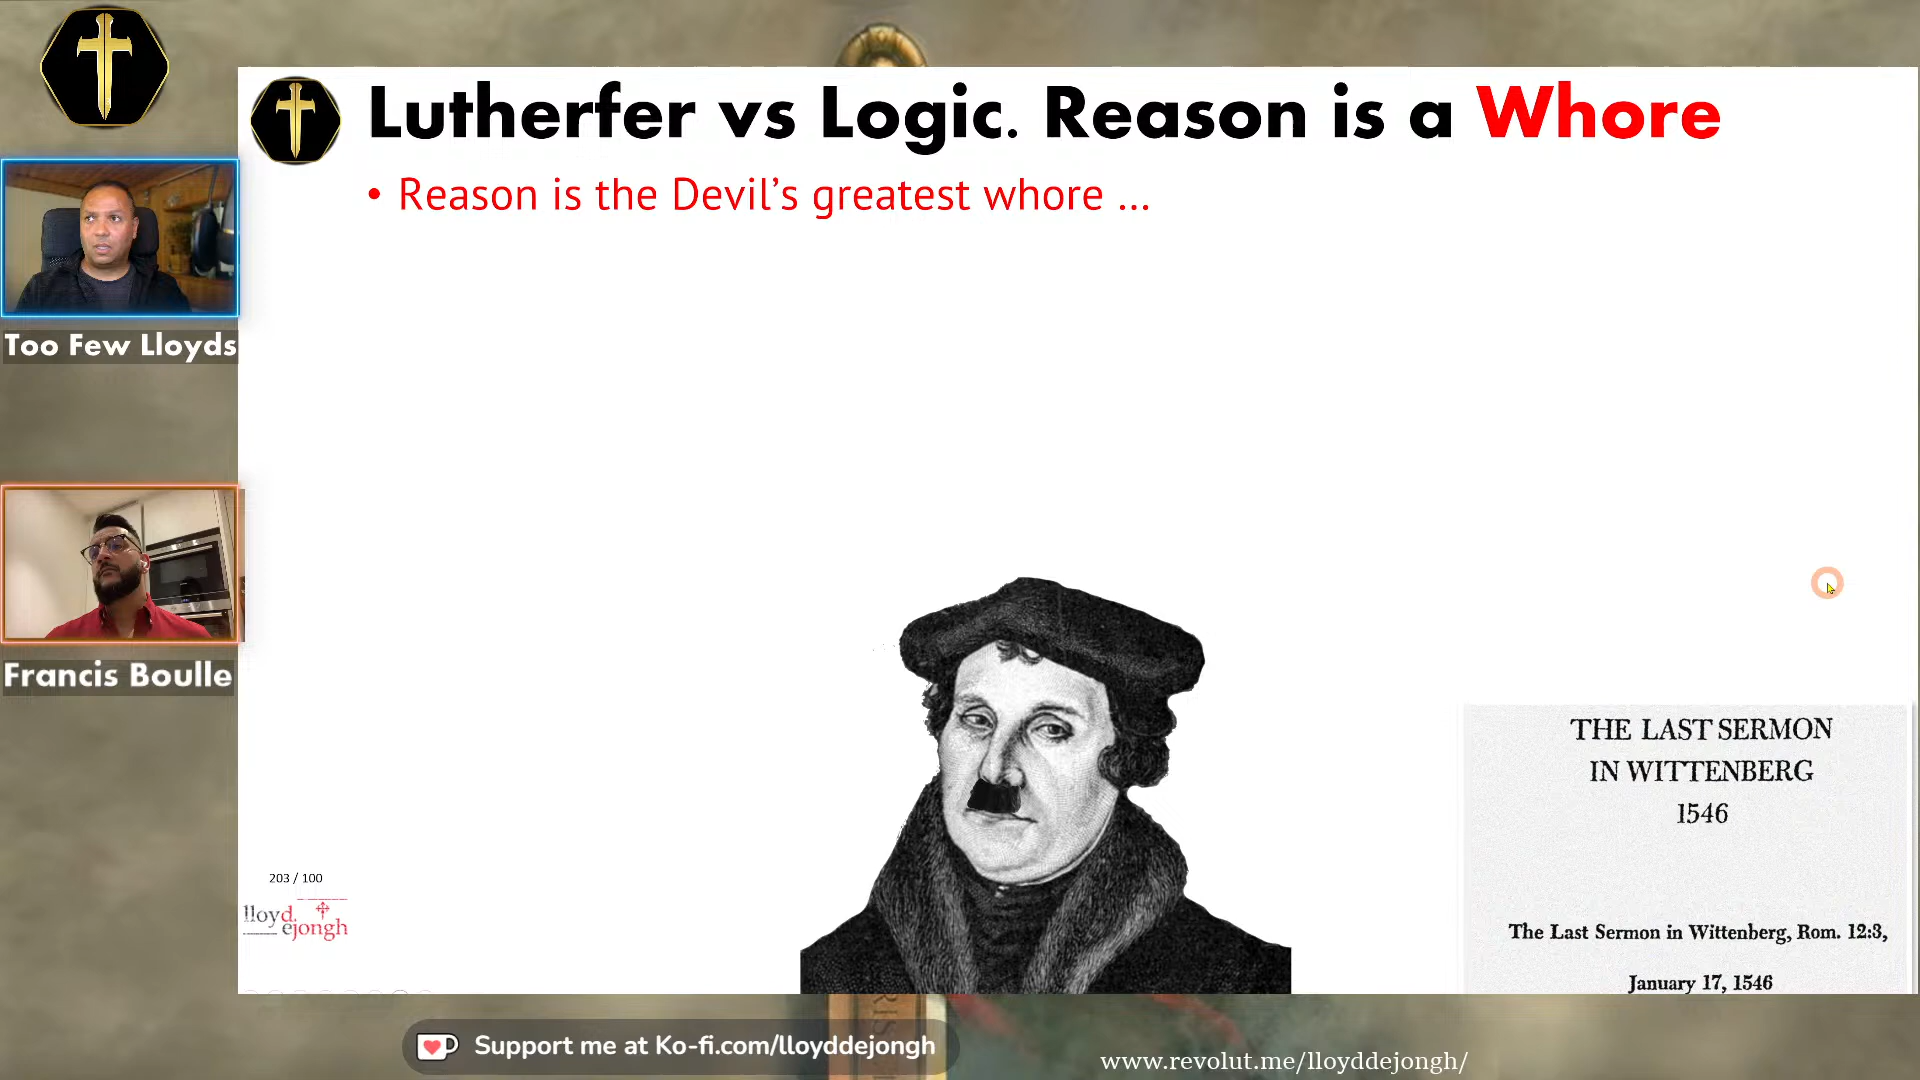 Lutherfer vs Logic. Reason is a Whore
• Reason is the Devil's greatest whore ...
Too Few Lloyds
Francis Boulle
THE LAST SERMON
IN WITTENBERG
1546
The Last Sermon in Wittenberg, Rom. 12:3,
January 17, 1546
203 / 100
lloyd.
ejongh
Support me at Ko-fi.com/lloyddejongh
www.revolut.me/lloyddejongh/